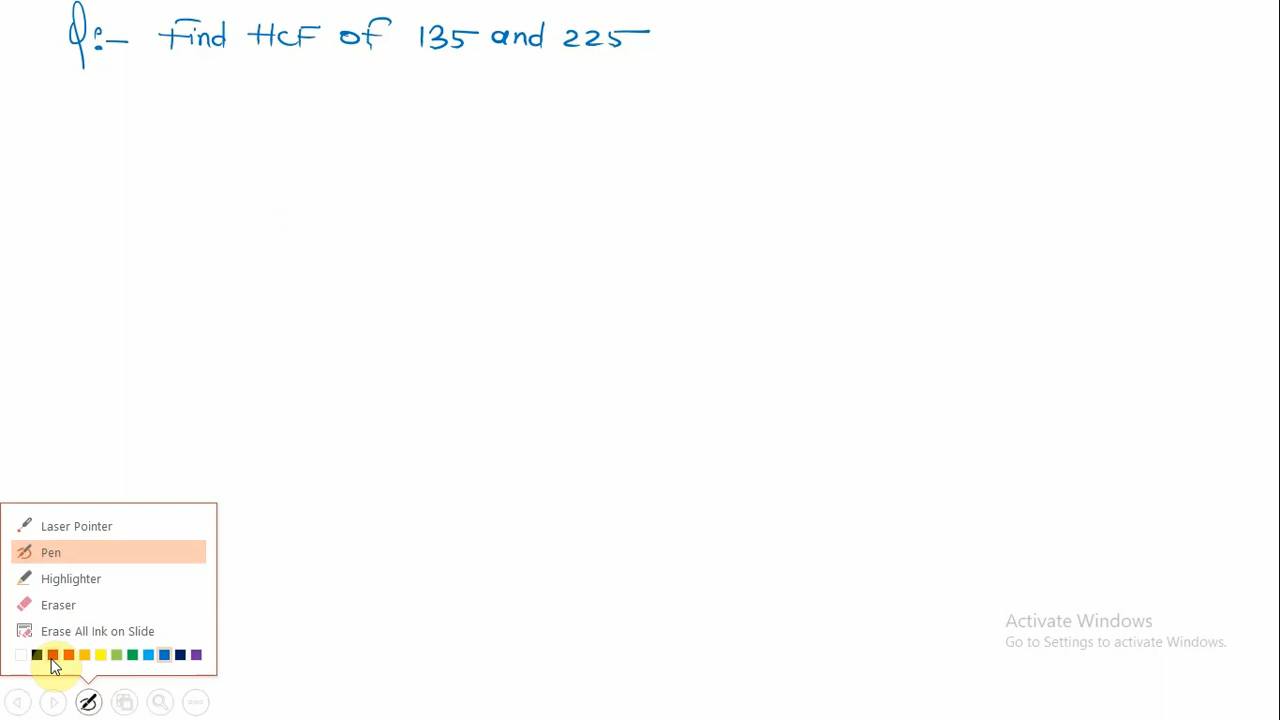 Q:- Find HCF of 135 and 225
Laser Pointer
Pen
Highlighter
Eraser
Erase All Ink on Slide
Activate Windows
Go to Settings to activate Windows.